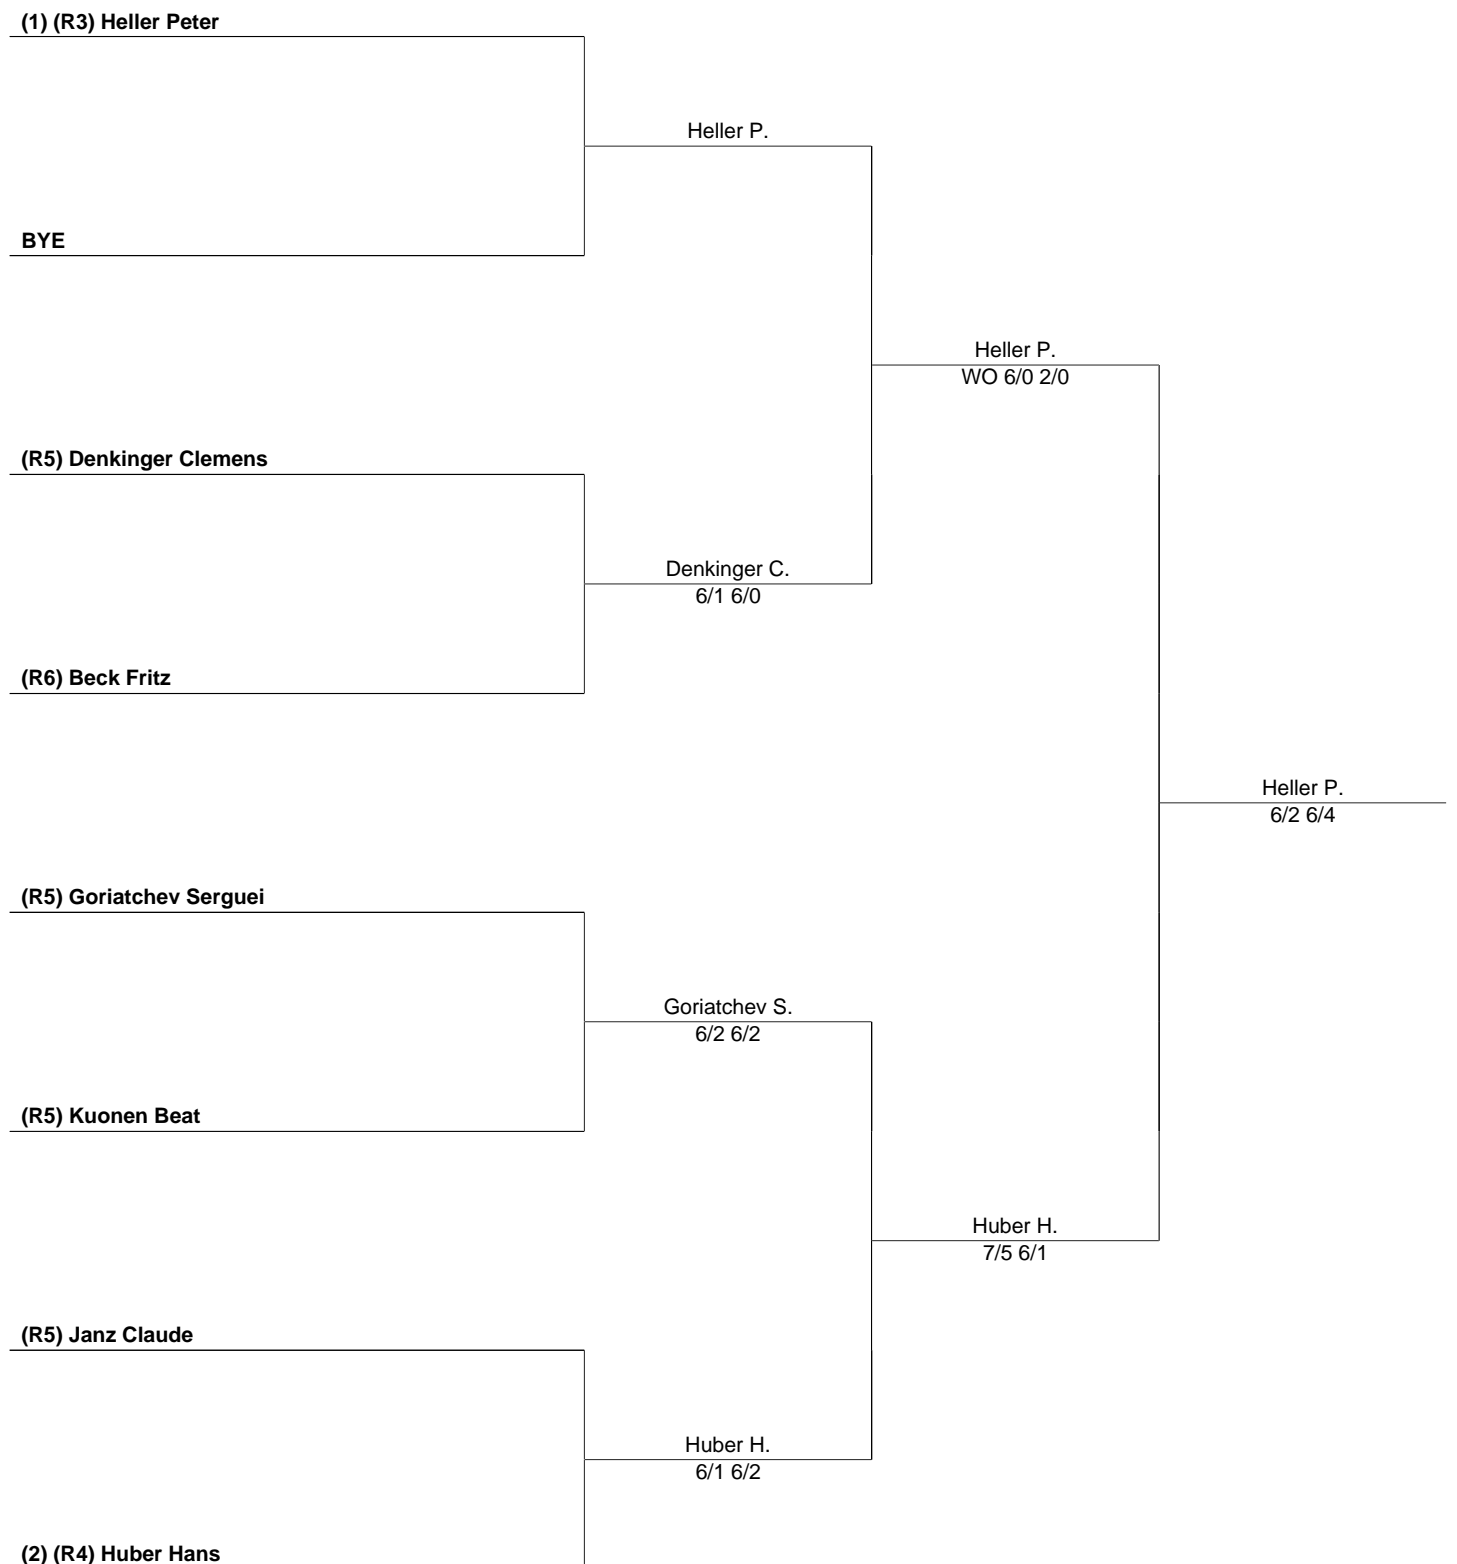 (1) (R3) Heller Peter
Heller P.
BYE
Heller P.
WO 6/0 2/0
(R5) Denkinger Clemens
Denkinger C.
6/1 6/0
(R6) Beck Fritz
Heller P.
6/2 6/4
(R5) Goriatchev Serguei
Goriatchev S.
6/2 6/2
(R5) Kuonen Beat
Huber H.
7/5 6/1
(R5) Janz Claude
Huber H.
6/1 6/2
(2) (R4) Huber Hans